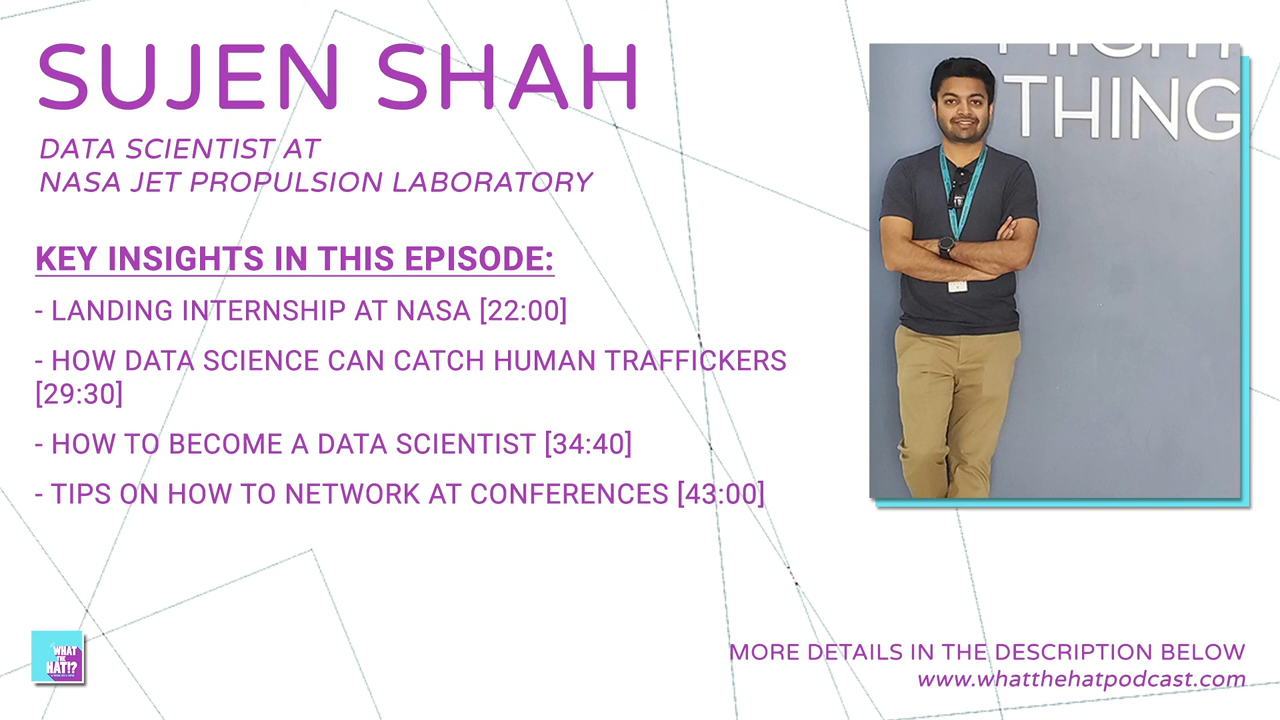 SUJEN SHAH
DATA SCIENTIST AT
NASA JET PROPULSION LABORATORY
KEY INSIGHTS IN THIS EPISODE:
- LANDING INTERNSHIP AT NASA [22:00]
- HOW DATA SCIENCE CAN CATCH HUMAN TRAFFICKERS
[29:30]
- HOW TO BECOME A DATA SCIENTIST [34:40]
- TIPS ON HOW TO NETWORK AT CONFERENCES [43:00]
THING
WHAT
THE
HAT!?
MORE DETAILS IN THE DESCRIPTION BELOW
www.whatthehatpodcast.com